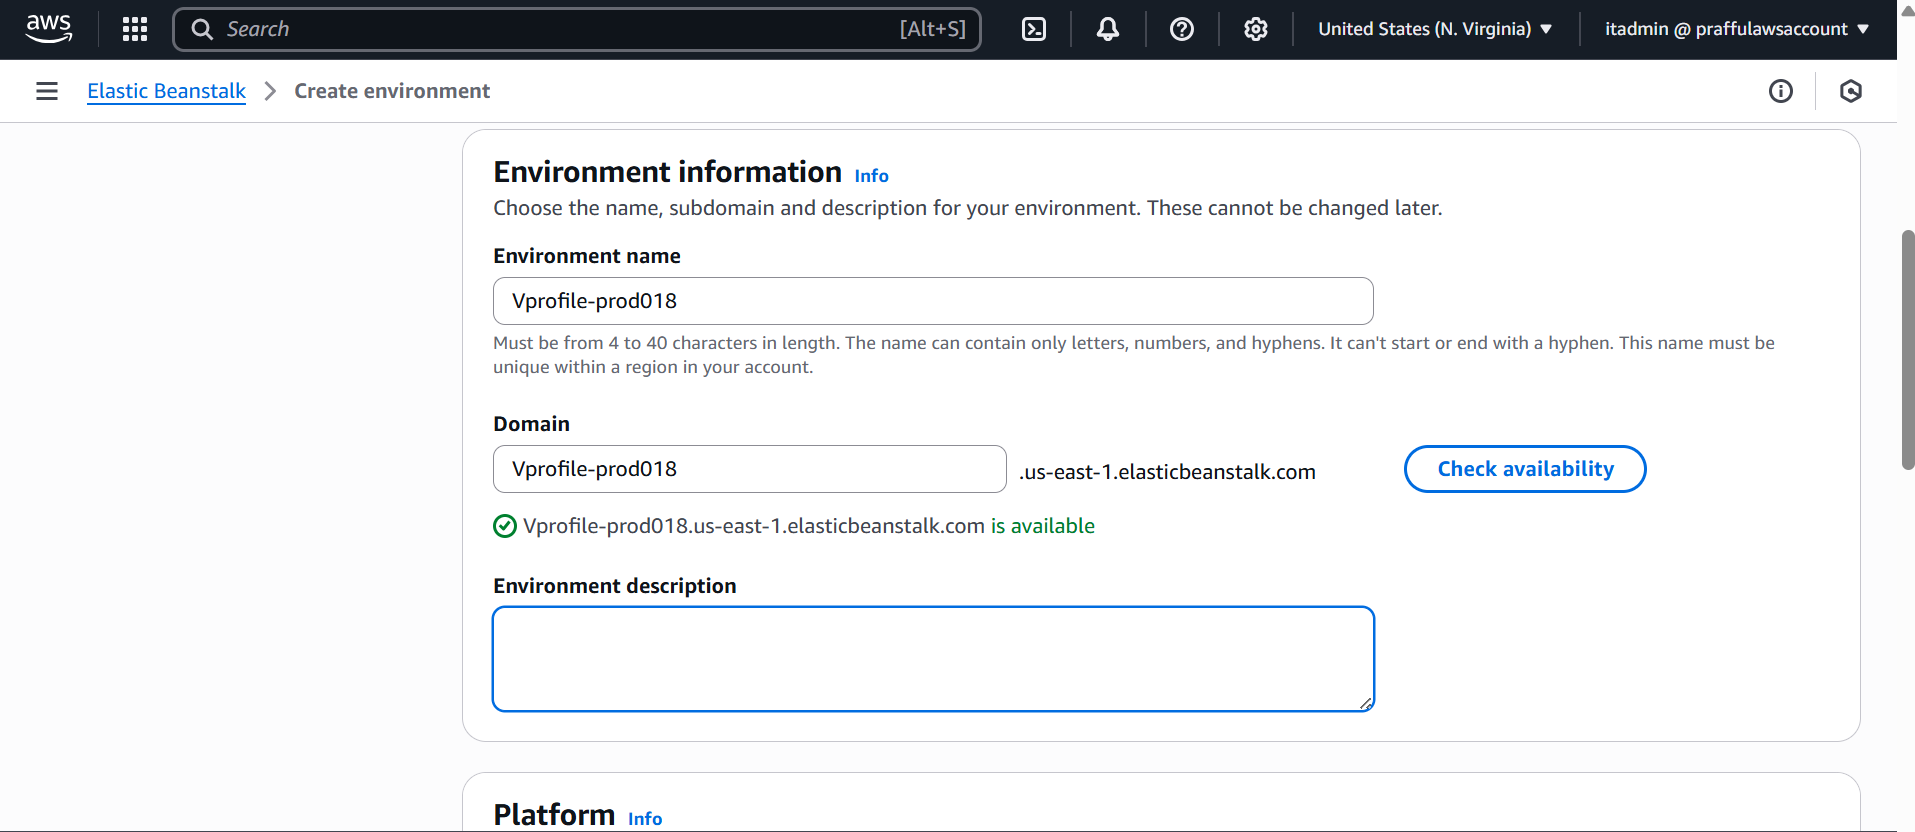 aws
Search [Alt+S]
United States (N. Virginia)
itadmin @ praffulawsaccount
Elastic Beanstalk
Create environment
Environment information Info
Choose the name, subdomain and description for your environment. These cannot be changed later.
Environment name
Vprofile-prod018
Must be from 4 to 40 characters in length. The name can contain only letters, numbers, and hyphens. It can't start or end with a hyphen. This name must be
unique within a region in your account.
Domain
Vprofile-prod018 .us-east-1.elasticbeanstalk.com Check availability
Vprofile-prod018.us-east-1.elasticbeanstalk.com is available
Environment description
Platform Info